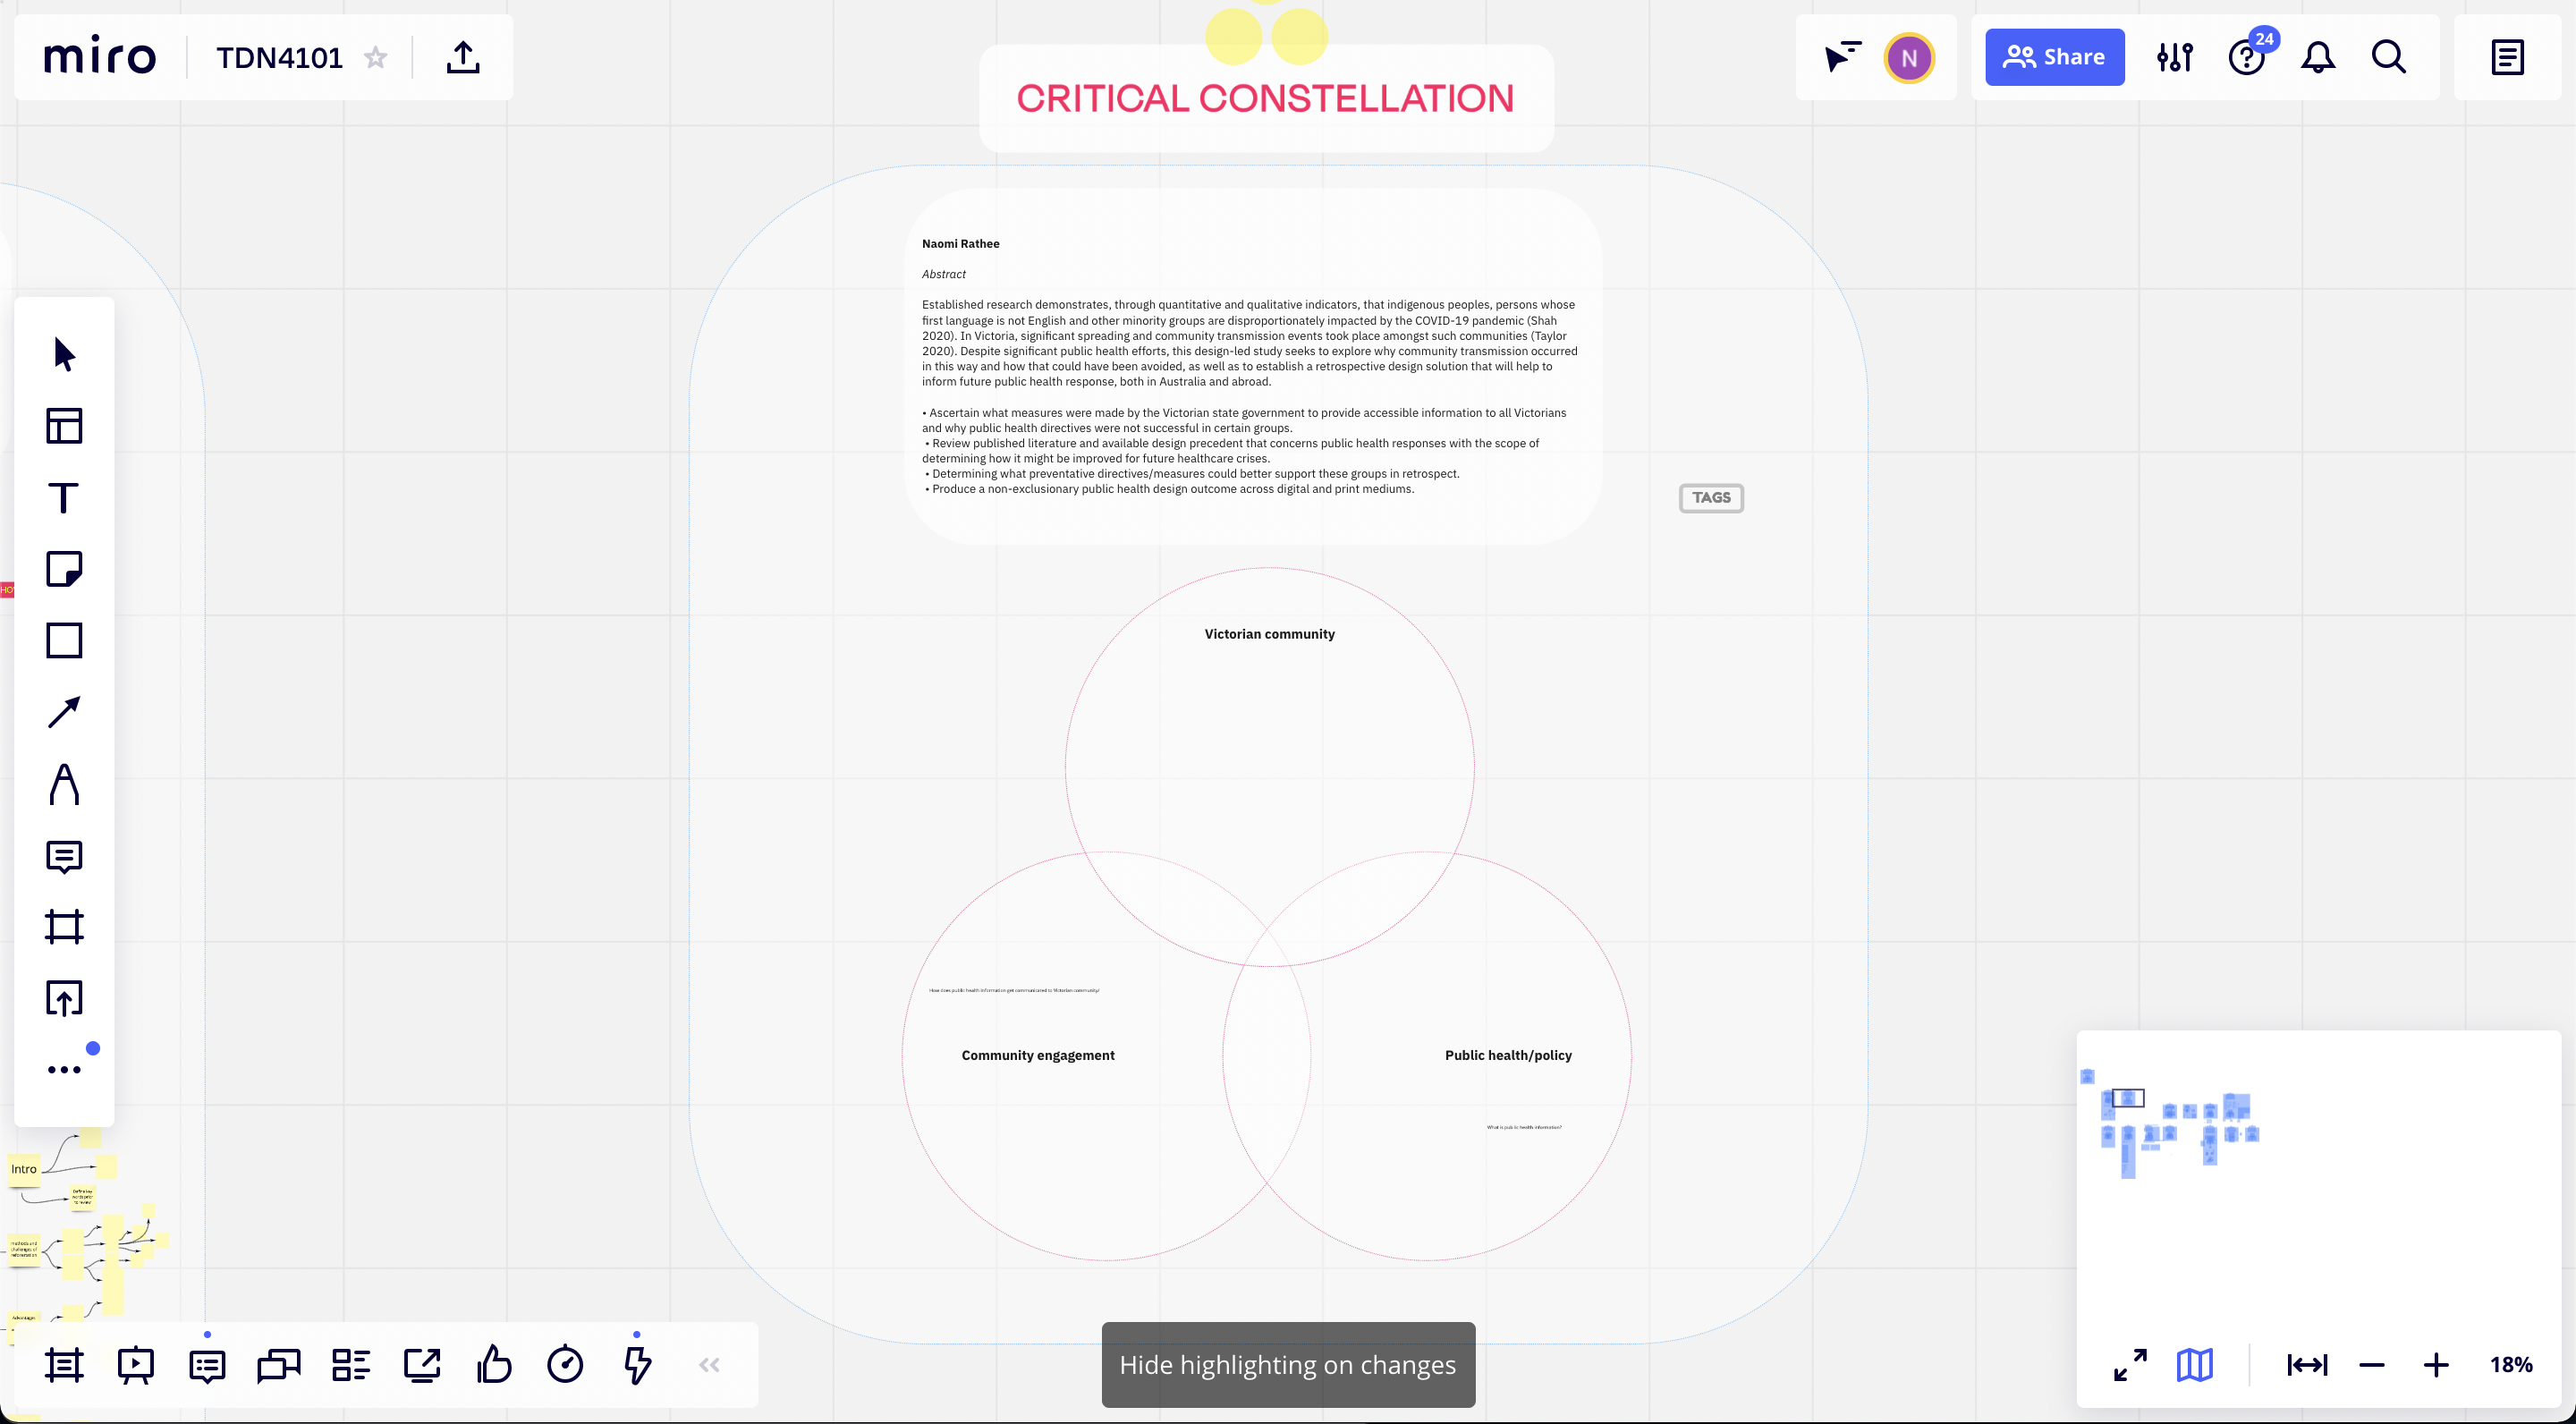 miro
TDN4101
CRITICAL CONSTELLATION
N
Share
24
Naomi Rathee
Abstract
Established research demonstrates, through quantitative and qualitative indicators, that indigenous peoples, persons whose
first language is not English and other minority groups are disproportionately impacted by the COVID-19 pandemic (Shah
2020). In Victoria, significant spreading and community transmission events took place amongst such communities (Taylor
2020). Despite significant public health efforts, this design-led study seeks to explore why community transmission occurred
in this way and how that could have been avoided, as well as to establish a retrospective design solution that will help to
inform future public health response, both in Australia and abroad.
• Ascertain what measures were made by the Victorian state government to provide accessible information to all Victorians
and why public health directives were not successful in certain groups.
• Review published literature and available design precedent that concerns public health responses with the scope of
determining how it might be improved for future healthcare crises.
• Determining what preventative directives/measures could better support these groups in retrospect.
• Produce a non-exclusionary public health design outcome across digital and print mediums.
TAGS
HO
Victorian community
How does public health information get communicated to Victorian community?
Community engagement
Public health/policy
What is public health information?
Intro
Hide highlighting on changes
18%